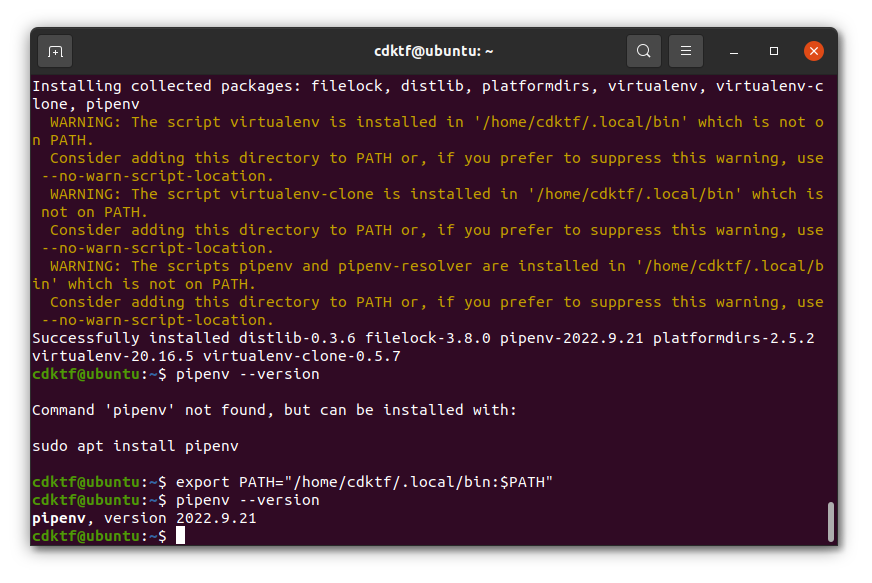 cdktf@ubuntu: ~
Installing collected packages: filelock, distlib, platformdirs, virtualenv, virtualenv-c
lone, pipenv
  WARNING: The script virtualenv is installed in '/home/cdktf/.local/bin' which is not o
n PATH.
  Consider adding this directory to PATH or, if you prefer to suppress this warning, use
 --no-warn-script-location.
  WARNING: The script virtualenv-clone is installed in '/home/cdktf/.local/bin' which is
 not on PATH.
  Consider adding this directory to PATH or, if you prefer to suppress this warning, use
 --no-warn-script-location.
  WARNING: The scripts pipenv and pipenv-resolver are installed in '/home/cdktf/.local/b
in' which is not on PATH.
  Consider adding this directory to PATH or, if you prefer to suppress this warning, use
 --no-warn-script-location.
Successfully installed distlib-0.3.6 filelock-3.8.0 pipenv-2022.9.21 platformdirs-2.5.2
virtualenv-20.16.5 virtualenv-clone-0.5.7
cdktf@ubuntu:~$ pipenv --version
Command 'pipenv' not found, but can be installed with:
sudo apt install pipenv
cdktf@ubuntu:~$ export PATH="/home/cdktf/.local/bin:$PATH"
cdktf@ubuntu:~$ pipenv --version
pipenv, version 2022.9.21
cdktf@ubuntu:~$